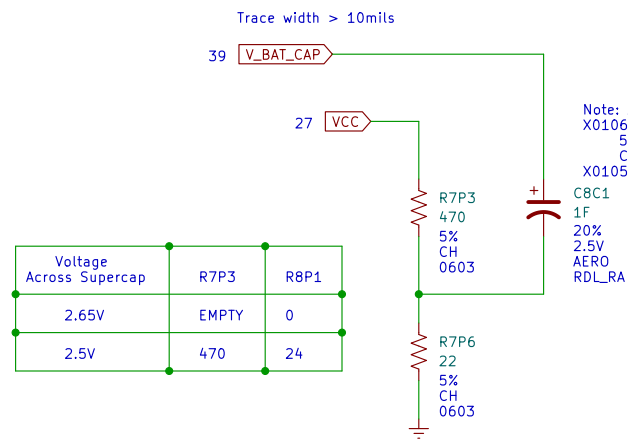 Trace width > 10mils
39 V_BAT_CAP
27 VCC
Note:
X0106
5
C
X0105
R7P3
470
5%
CH
0603
+
C8C1
1F
20%
2.5V
AERO
RDL_RA
Voltage
Across Supercap R7P3 R8P1
2.65V EMPTY 0
2.5V 470 24
R7P6
22
5%
CH
0603